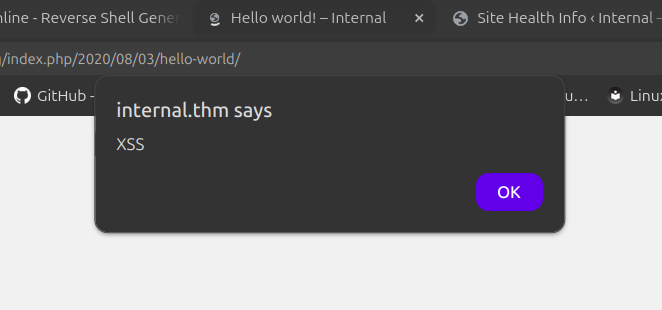 nline - Reverse Shell Gener
Hello world! – Internal
Site Health Info ‹ Internal –
g/index.php/2020/08/03/hello-world/
GitHub -
u…
Linux
internal.thm says
XSS
OK